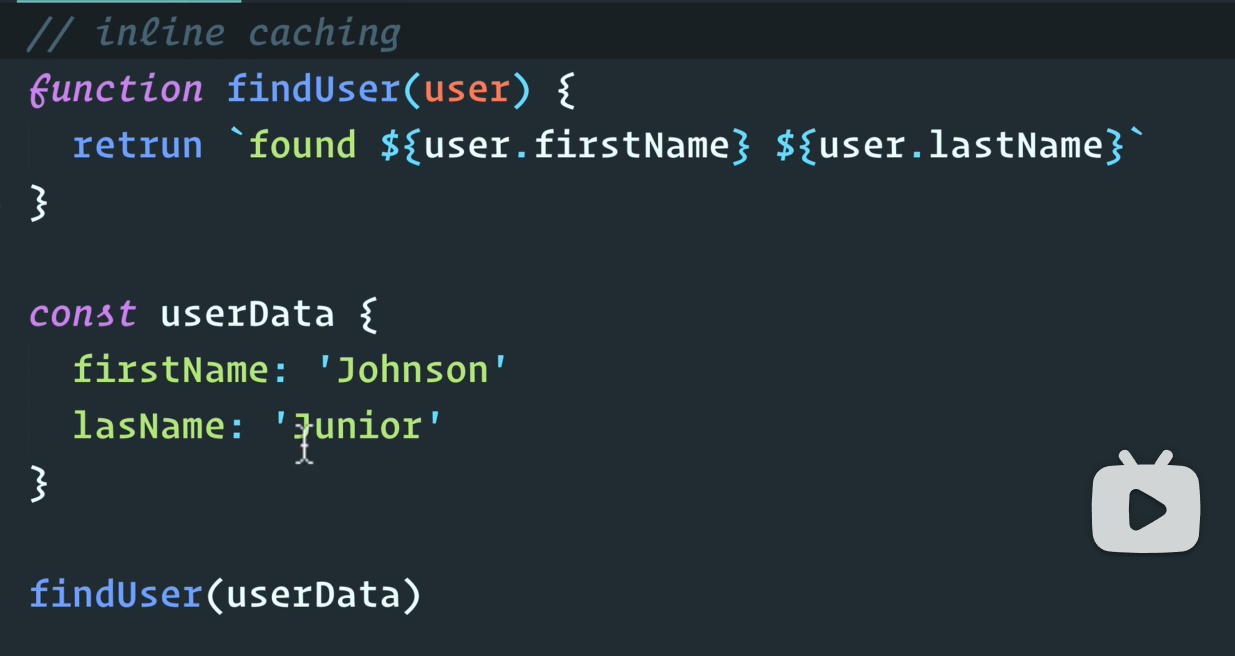 // inline caching
function findUser(user) {
retrun `found ${user.firstName} ${user.lastName}`
}
const userData {
firstName: 'Johnson'
lasName: 'Junior'
}
findUser(userData)